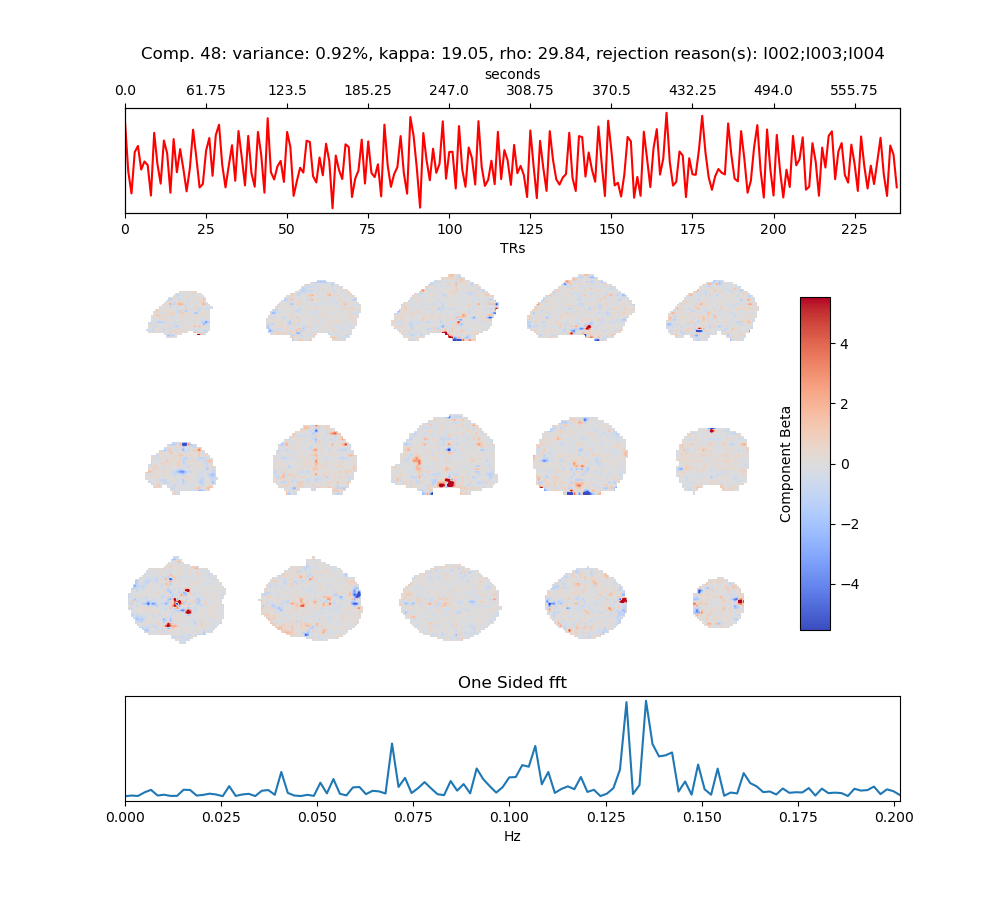 Comp. 48: variance: 0.92%, kappa: 19.05, rho: 29.84, rejection reason(s): I002;I003;I004
seconds
0.0 61.75 123.5 185.25 247.0 308.75 370.5 432.25 494.0 555.75
0 25 50 75 100 125 150 175 200 225
TRs
4
2
0
−2
−4
Component Beta
One Sided fft
0.000 0.025 0.050 0.075 0.100 0.125 0.150 0.175 0.200
Hz